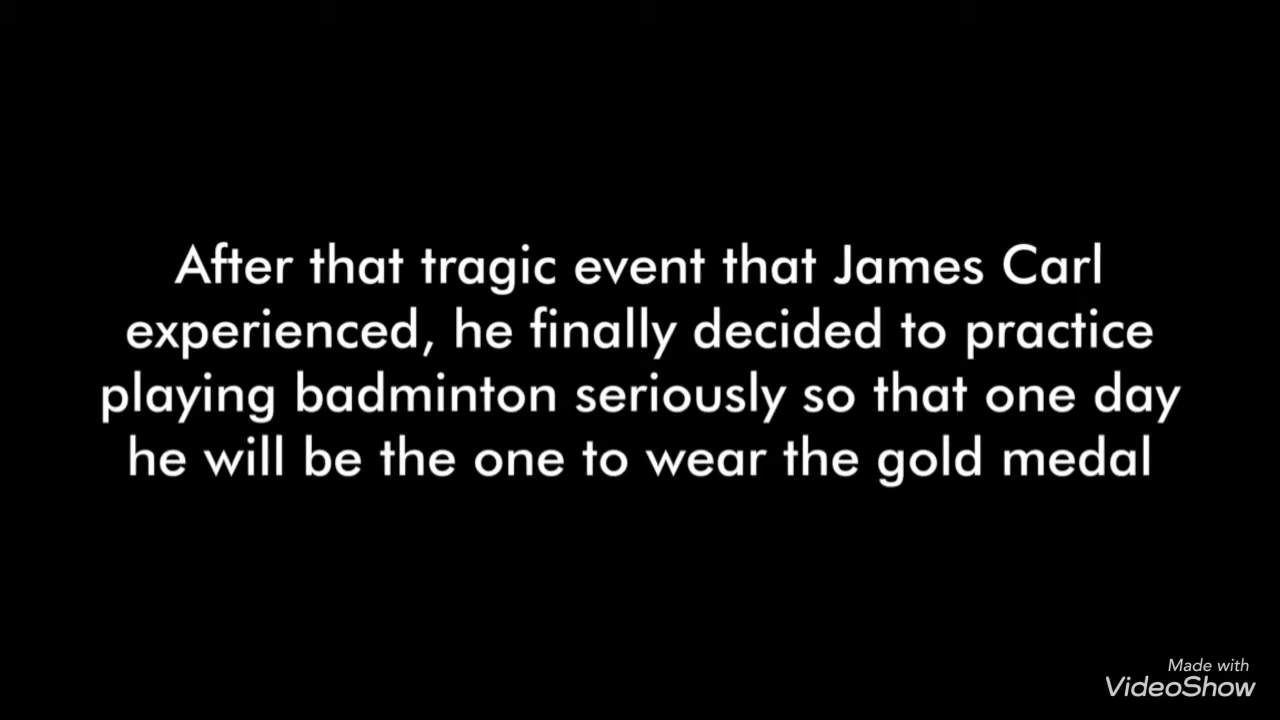 After that tragic event that James Carl
experienced, he finally decided to practice
playing badminton seriously so that one day
he will be the one to wear the gold medal
Made with
VideoShow